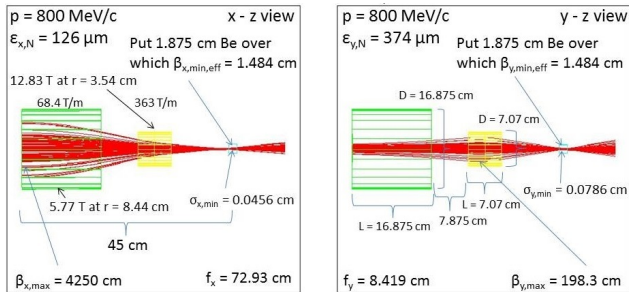 p = 800 MeV/c
x - z view
εx,N = 126 µm
Put 1.875 cm Be over
which βx,min,eff = 1.484 cm
12.83 T at r = 3.54 cm
68.4 T/m
363 T/m
5.77 T at r = 8.44 cm
σx,min = 0.0456 cm
45 cm
βx,max = 4250 cm
fx = 72.93 cm
p = 800 MeV/c
y - z view
εy,N = 374 µm
Put 1.875 cm Be over
which βy,min,eff = 1.484 cm
D = 16.875 cm
D = 7.07 cm
σy,min = 0.0786 cm
L = 16.875 cm
L = 7.07 cm
7.875 cm
fy = 8.419 cm
βy,max = 198.3 cm